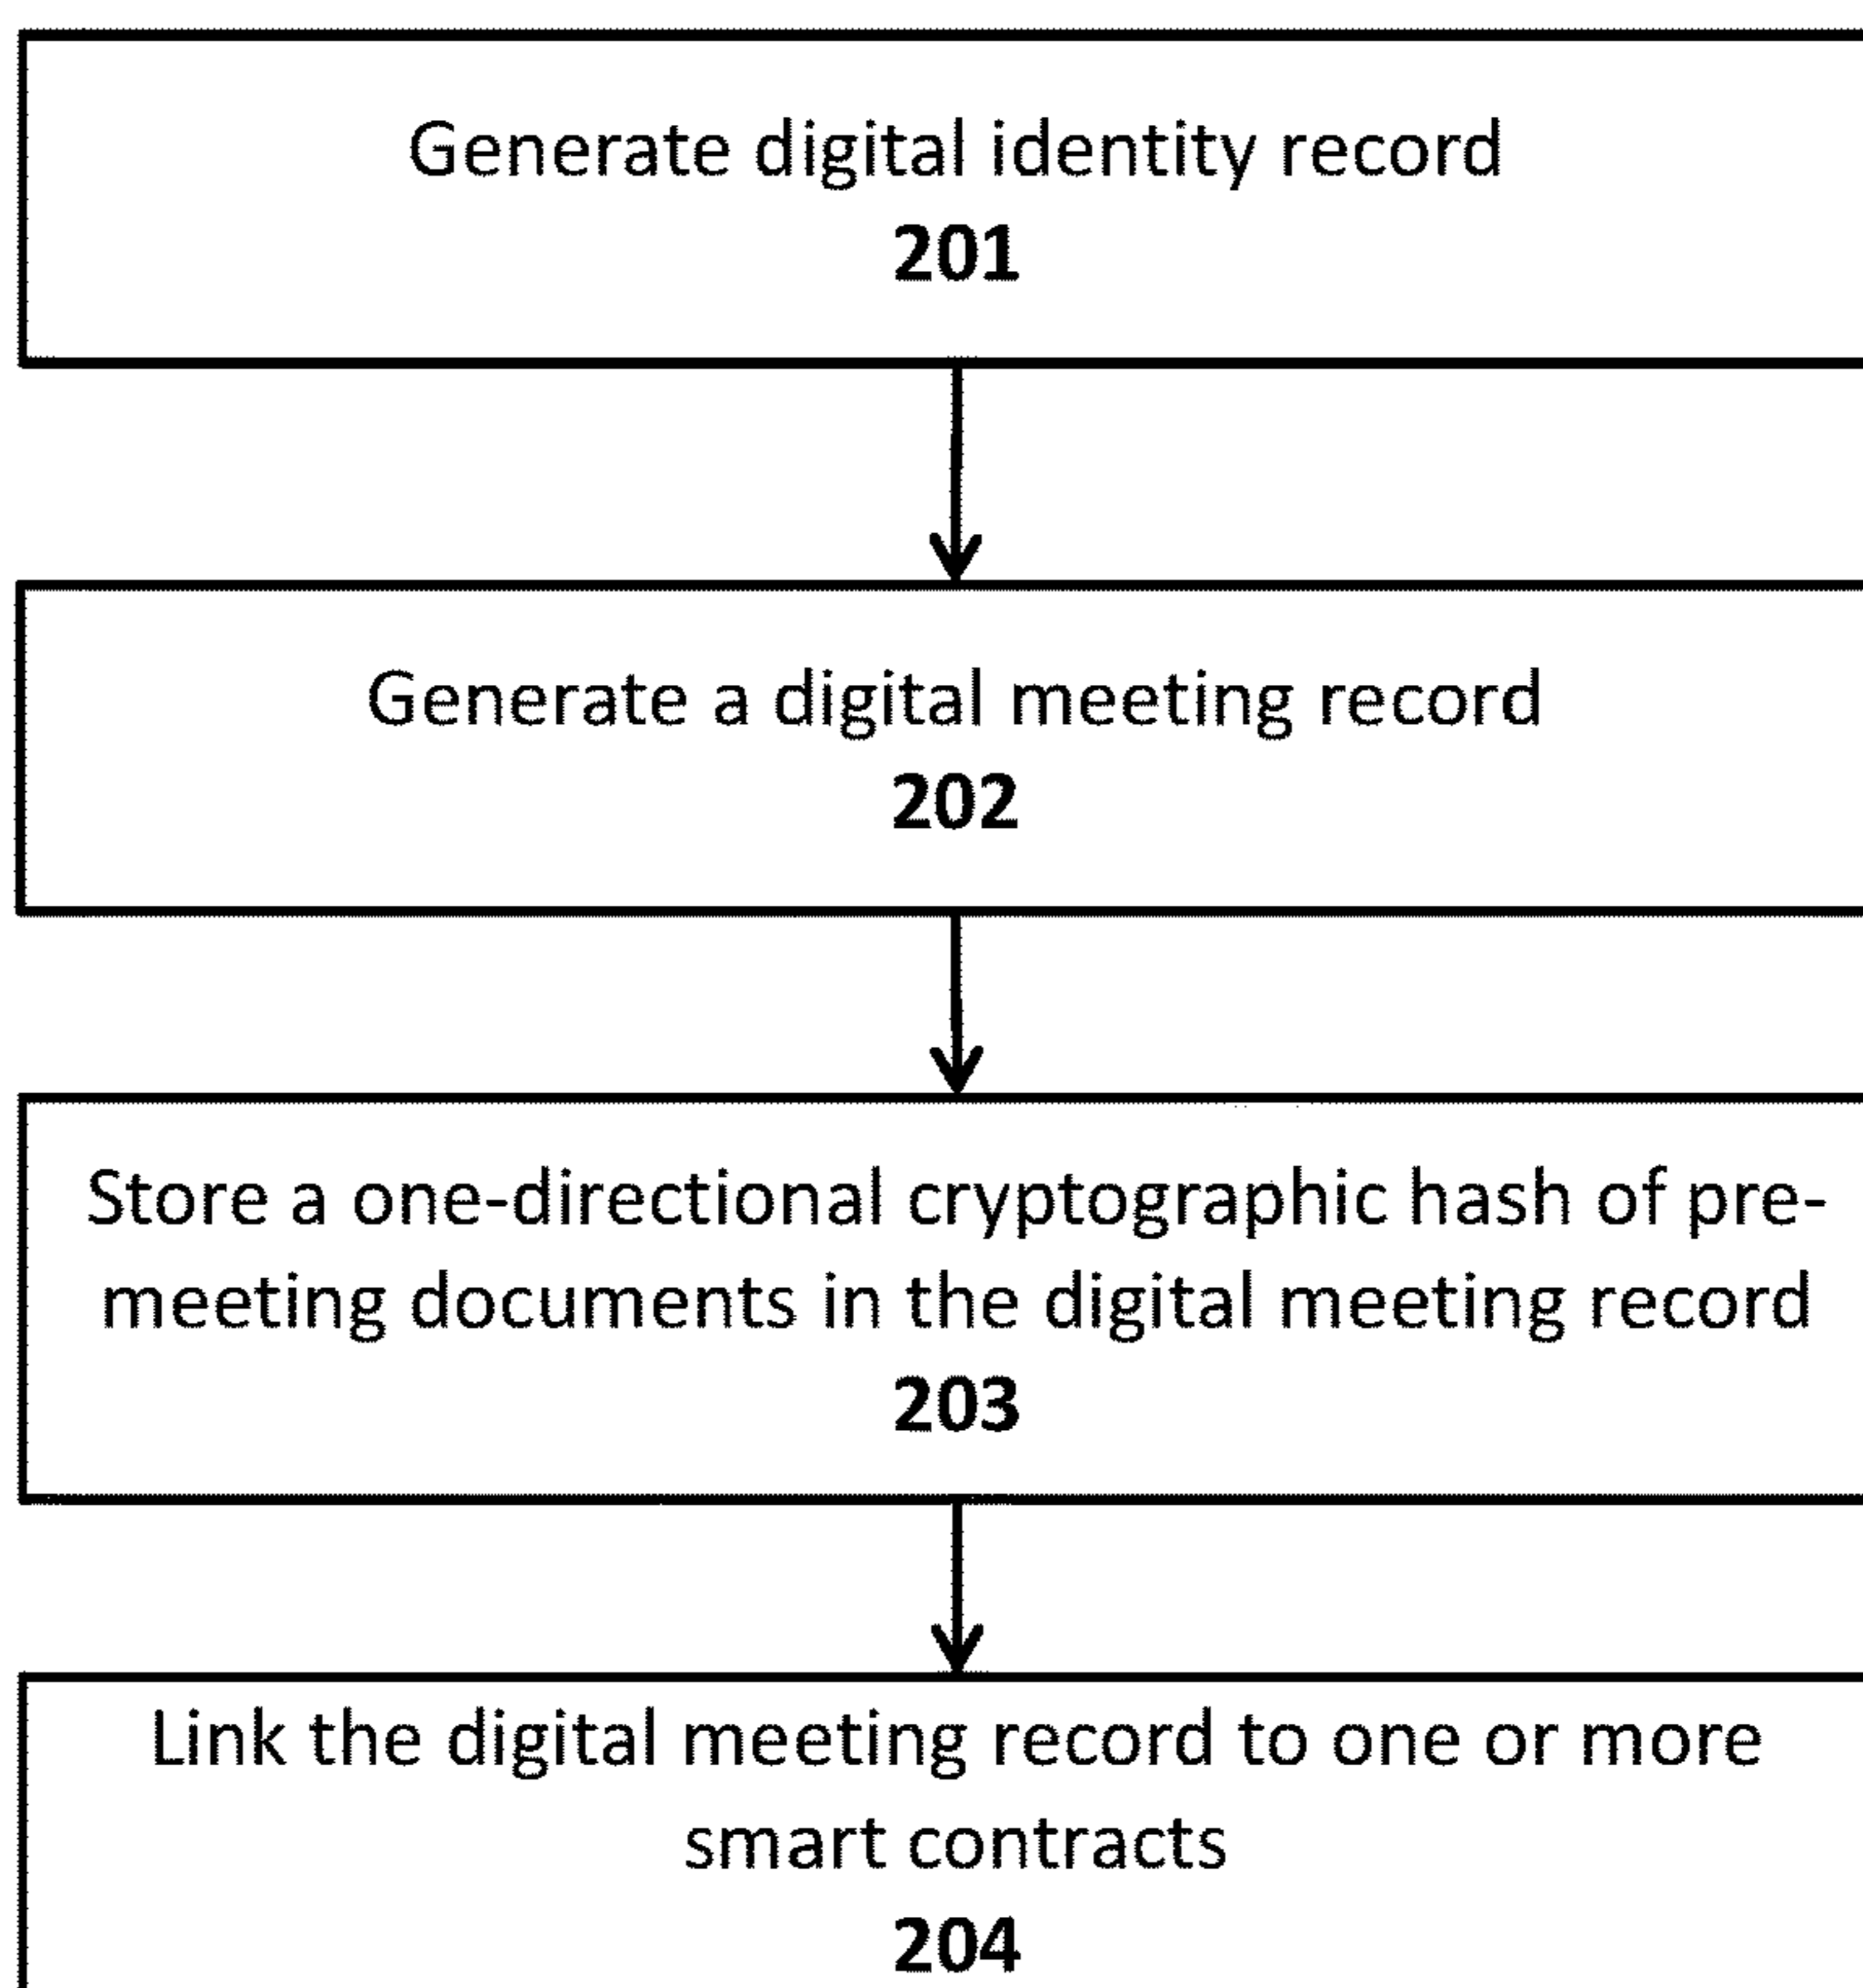 Generate digital identity record
201
Generate a digital meeting record
202
Store a one-directional cryptographic hash of pre-
meeting documents in the digital meeting record
203
Link the digital meeting record to one or more
smart contracts
204